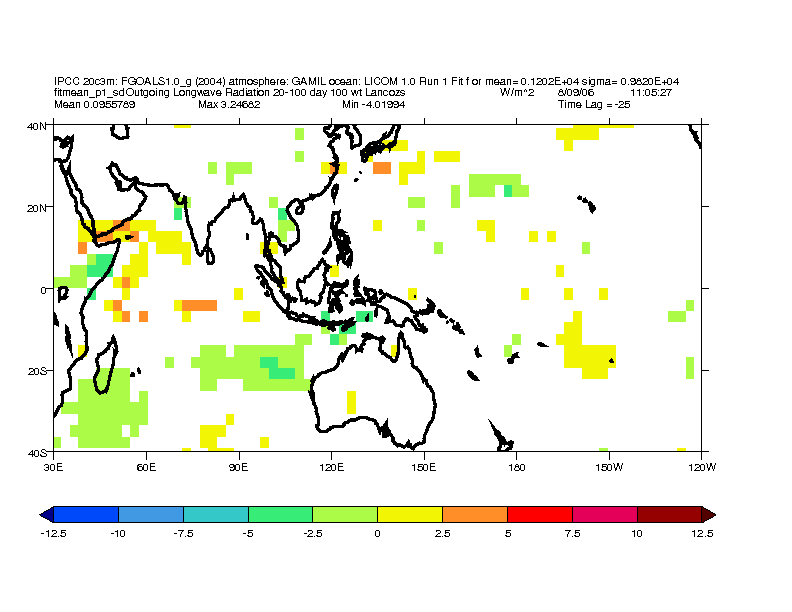 IPCC 20c3m: FGOALS1.0_g (2004) atmosphere: GAMIL ocean: LICOM 1.0 Run 1 Fit for mean= 0.1202E+04 sigma= 0.9820E+04
fitmean_p1_sdOutgoing Longwave Radiation 20-100 day 100 wt Lancozs W/m^2 8/09/06 11:05:27
Mean 0.0955789 Max 3.24682 Min -4.01994 Time Lag = -25
40N
20N
0
20S
40S
30E 60E 90E 120E 150E 180 150W 120W
-12.5 -10 -7.5 -5 -2.5 0 2.5 5 7.5 10 12.5